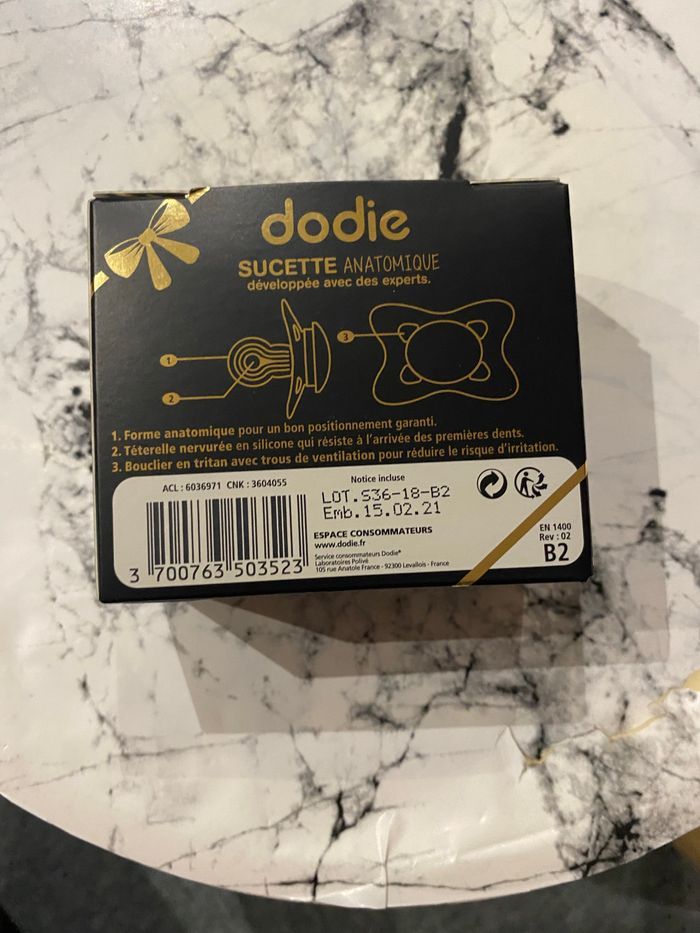 dodie
SUCETTE ANATOMIQUE
développée avec des experts.
1
2
3
1. Forme anatomique pour un bon positionnement garanti.
2. Téterelle nervurée en silicone qui résiste à l'arrivée des premières dents.
3. Bouclier en tritan avec trous de ventilation pour réduire le risque d'irritation.
ACL : 6036971 CNK : 3604055
3 700763 503523
Notice incluse
LOT.S36-18-B2
Emb.15.02.21
ESPACE CONSOMMATEURS
www.dodie.fr
Service consommateurs Dodie®
Laboratoires Polivé
105 rue Anatole France - 92300 Levallois - France
EN 1400
Rev : 02
B2